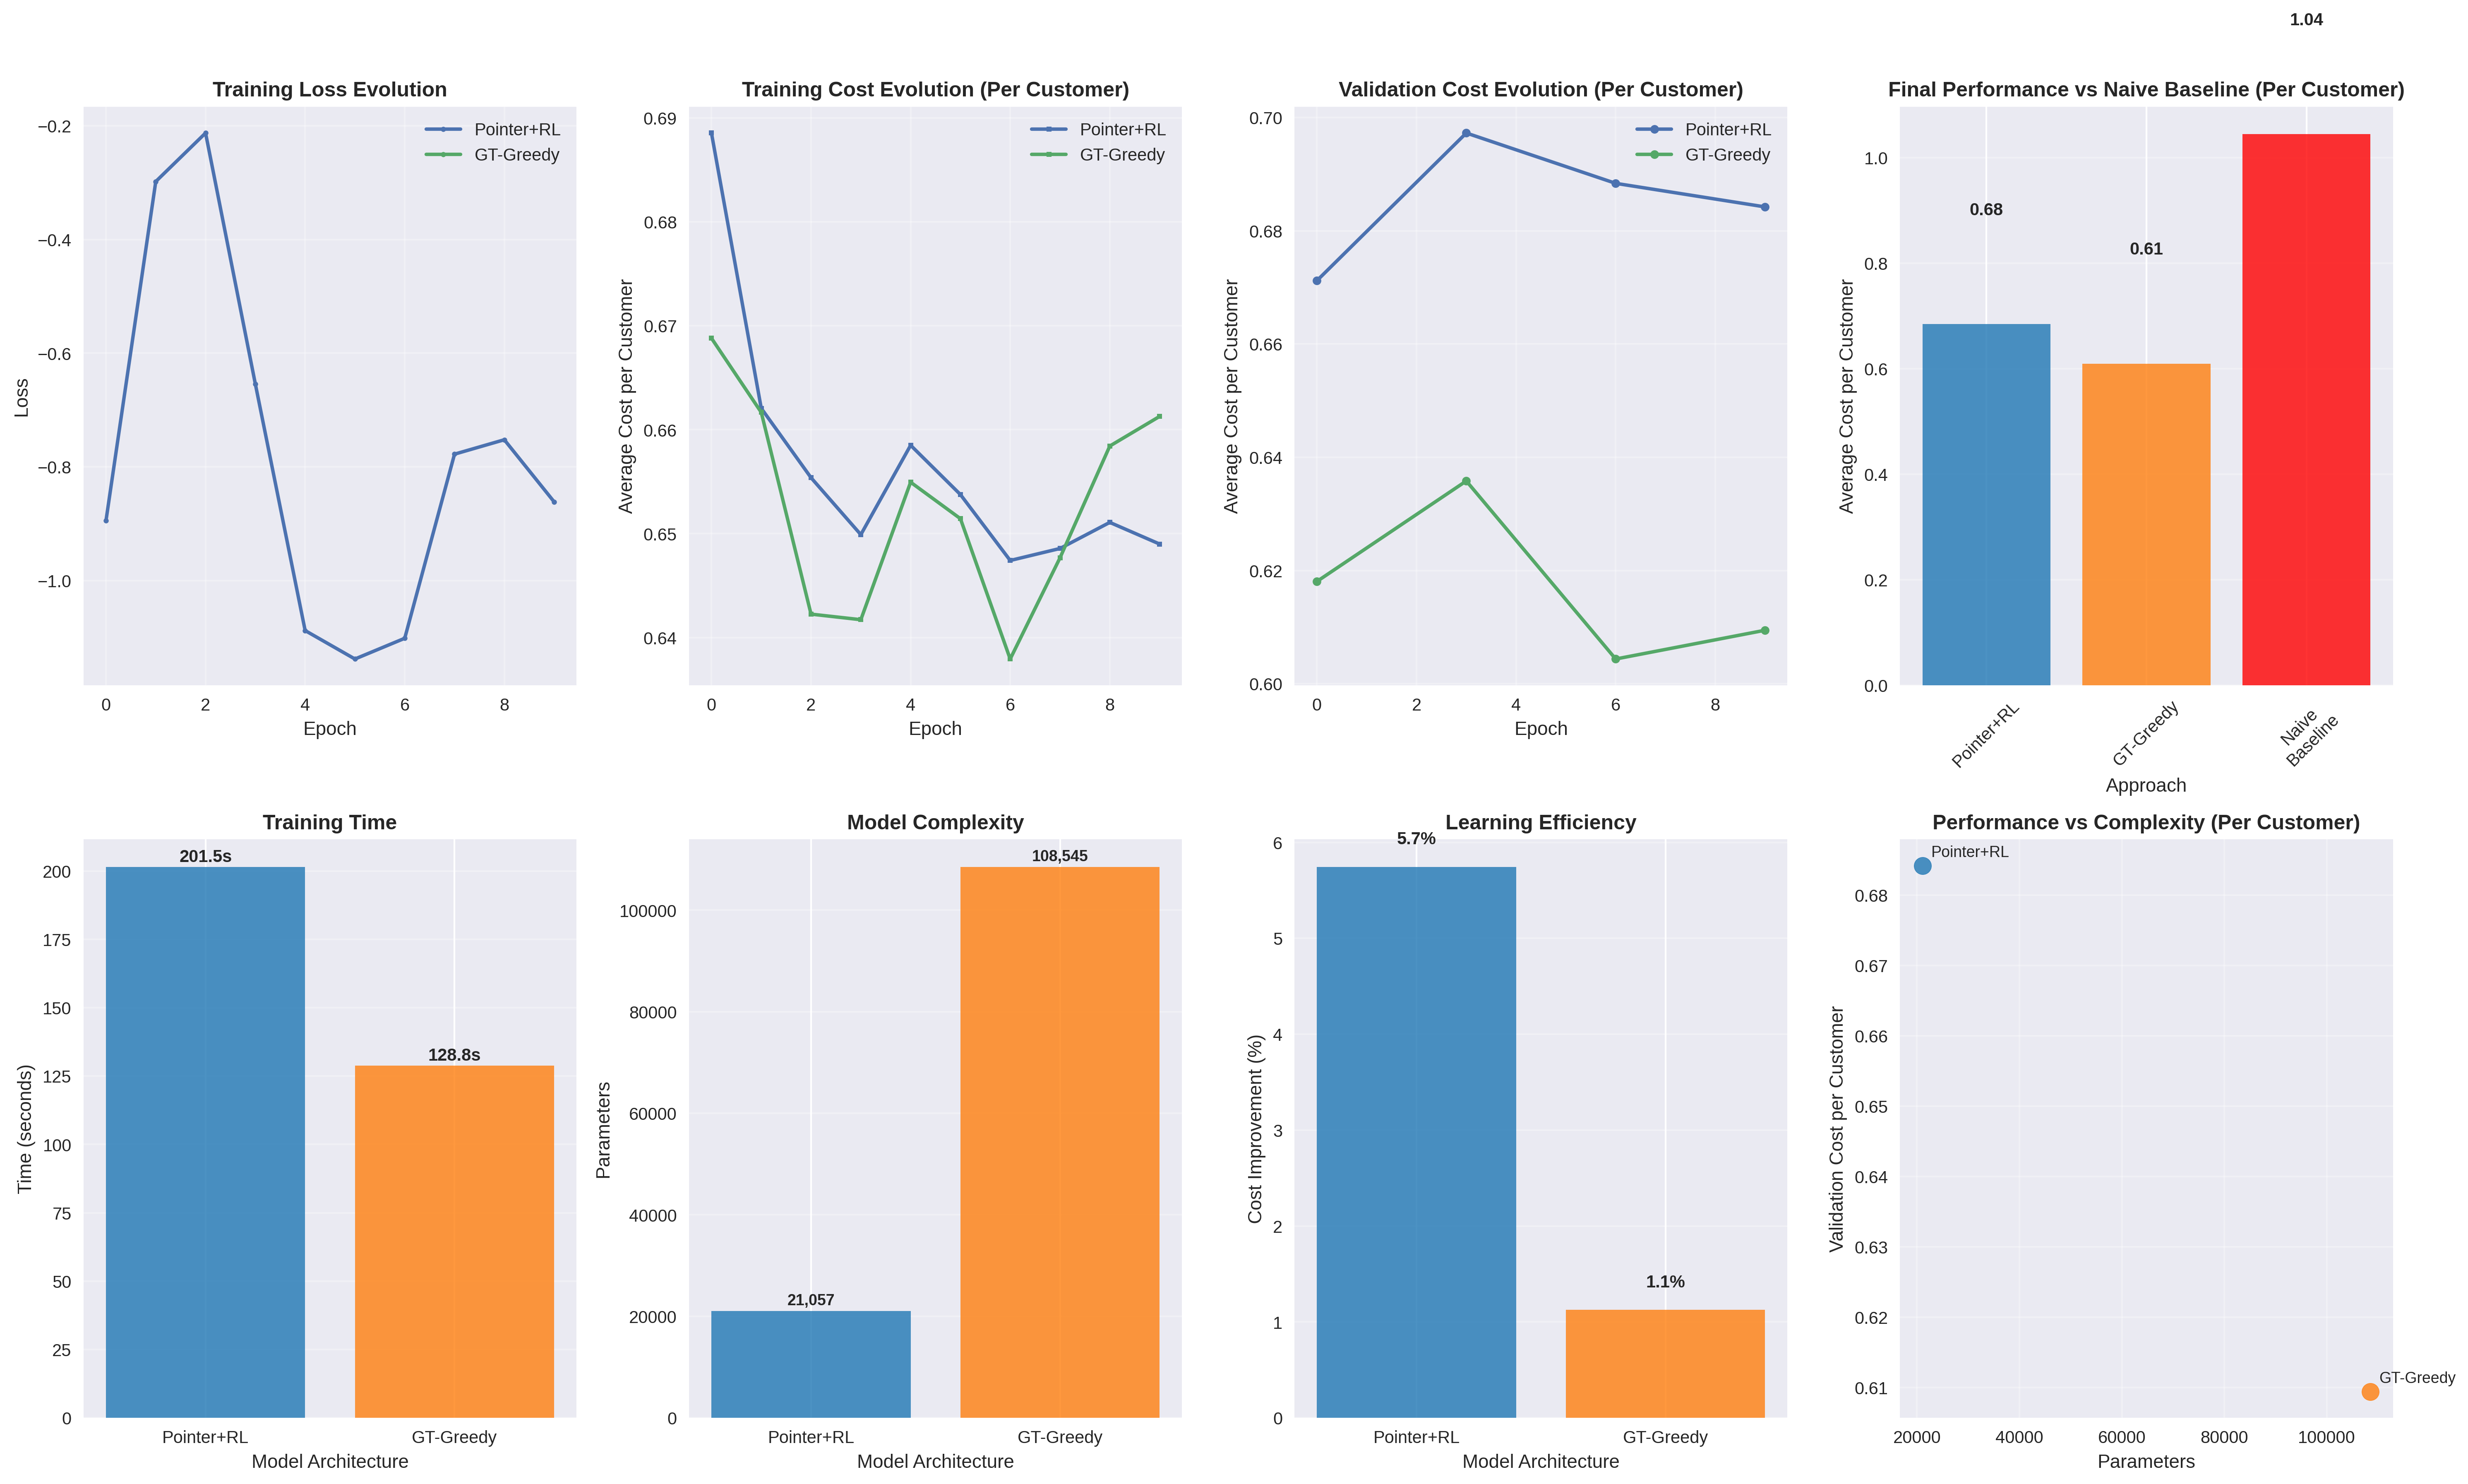 1.04
Training Loss Evolution
−0.2
−0.4
−0.6
−0.8
−1.0
Loss
Pointer+RL
GT-Greedy
0
2
4
6
8
Epoch
Training Cost Evolution (Per Customer)
0.69
0.68
0.67
0.66
0.65
0.64
Average Cost per Customer
Pointer+RL
GT-Greedy
0
2
4
6
8
Epoch
Validation Cost Evolution (Per Customer)
0.70
0.68
0.66
0.64
0.62
0.60
Average Cost per Customer
Pointer+RL
GT-Greedy
0
2
4
6
8
Epoch
Final Performance vs Naive Baseline (Per Customer)
1.0
0.8
0.6
0.4
0.2
0.0
Average Cost per Customer
0.68
0.61
Pointer+RL
GT-Greedy
Naive
Baseline
Approach
Training Time
200
175
150
125
100
75
50
25
0
Time (seconds)
201.5s
128.8s
Pointer+RL
GT-Greedy
Model Architecture
Model Complexity
100000
80000
60000
40000
20000
0
Parameters
21,057
108,545
Pointer+RL
GT-Greedy
Model Architecture
Learning Efficiency
6
5
4
3
2
1
0
Cost Improvement (%)
5.7%
1.1%
Pointer+RL
GT-Greedy
Model Architecture
Performance vs Complexity (Per Customer)
0.68
0.67
0.66
0.65
0.64
0.63
0.62
0.61
Validation Cost per Customer
Pointer+RL
GT-Greedy
20000
40000
60000
80000
100000
Parameters